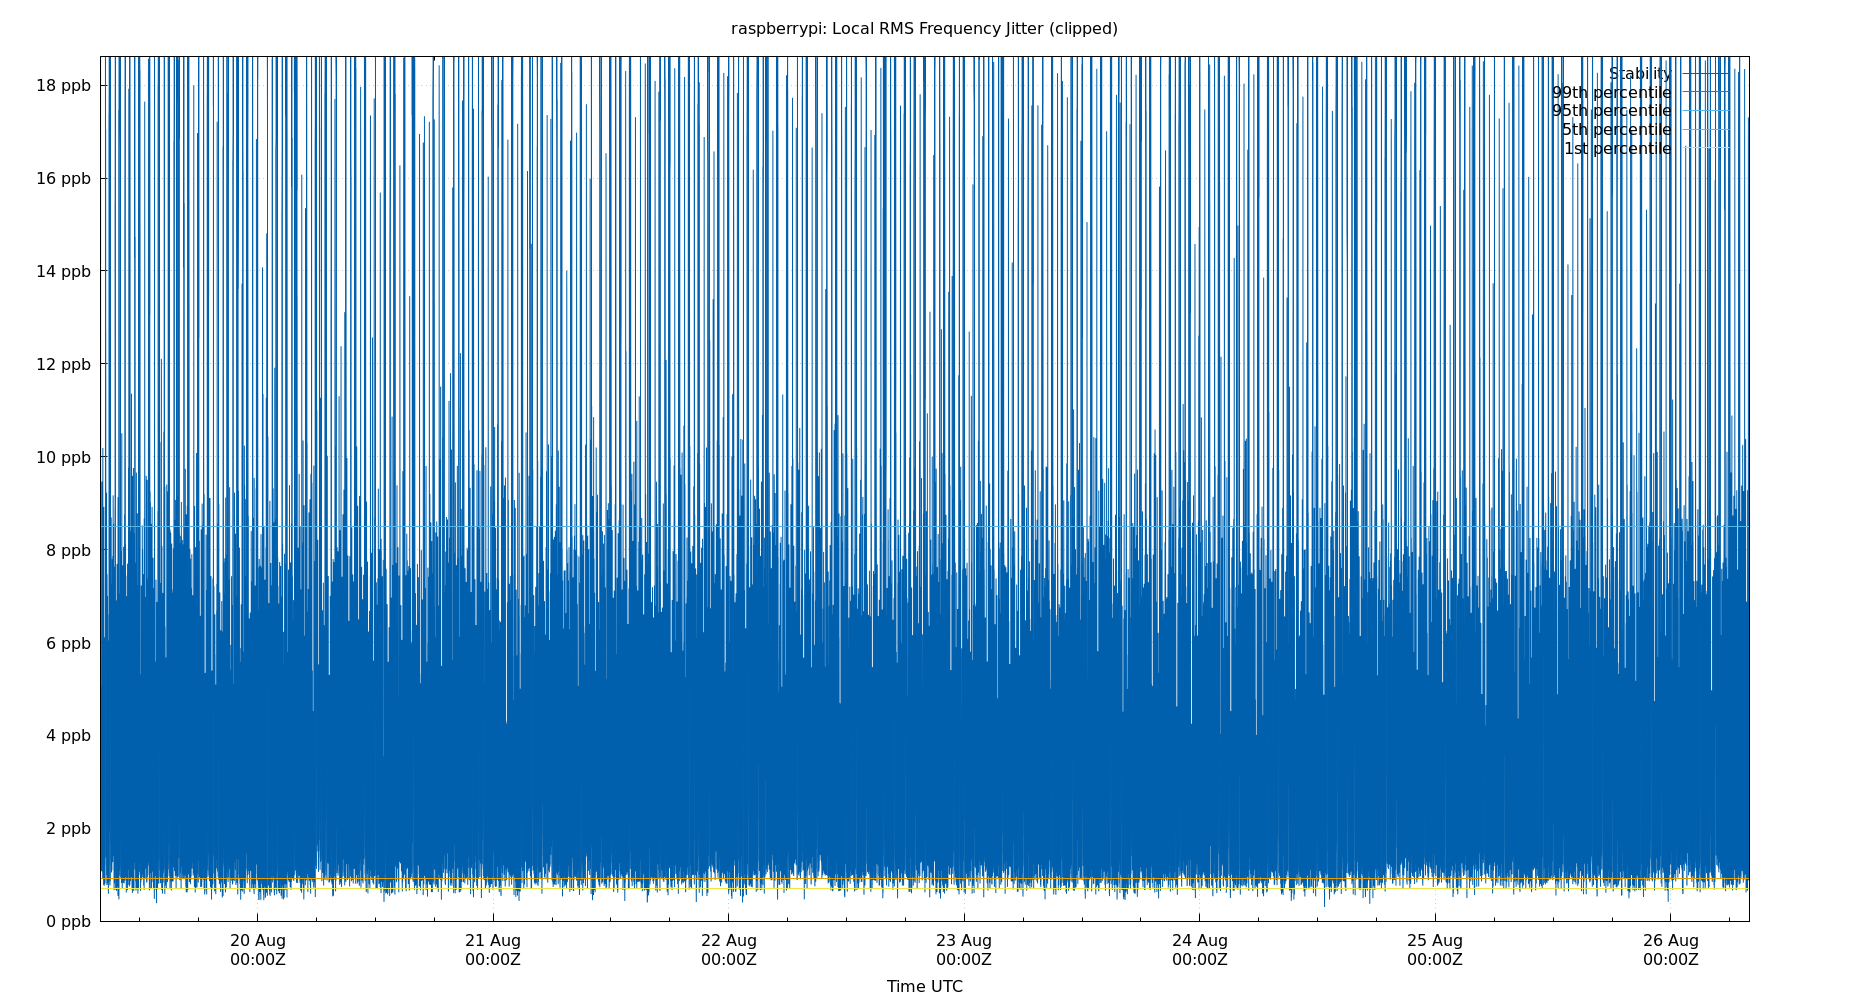 raspberrypi: Local RMS Frequency Jitter (clipped)
18 ppb
16 ppb
14 ppb
12 ppb
10 ppb
8 ppb
6 ppb
4 ppb
2 ppb
0 ppb
Stability
99th percentile
95th percentile
5th percentile
1st percentile
20 Aug
00:00Z
21 Aug
00:00Z
22 Aug
00:00Z
23 Aug
00:00Z
24 Aug
00:00Z
25 Aug
00:00Z
26 Aug
00:00Z
Time UTC